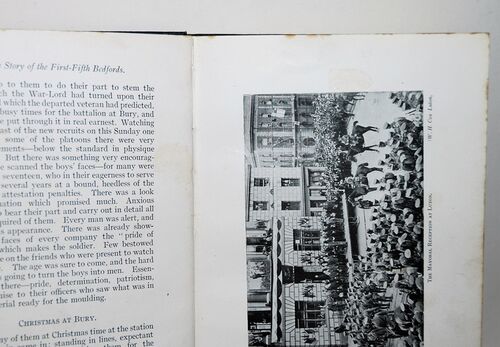 Story of the First-Fifth Bedfords.
to them to do their part to stem the
the War-Lord had turned upon their
which the departed veteran had predicted,
busy times for the battalion at Bury, and
put through it in real earnest. Watching
of the new recruits on this Sunday one
some of the platoons there were very
below the standard in physique
But there was something very encourag-
scanned the boys' faces—for many were
seventeen, who in their eagerness to serve
several years at a bound, heedless of the
attestation penalties. There was a look
which promised much. Anxious
bear their part and carry out in detail all
of them. Every man was alert, and
appearance. There was already show-
faces of every company the "pride of
which makes the soldier. Few bestowed
on the friends who were present to watch
The age was sure to come, and the hard
going to turn the boys into men. Essen-
there—pride, determination, patriotism,
to their officers who saw what was in
ready for the moulding.
CHRISTMAS AT BURY.
of them at Christmas time at the station
came in: standing in lines, expectant
them for the
W. H. Cox Luton.
THE MAYORAL RECEPTION AT LUTON.